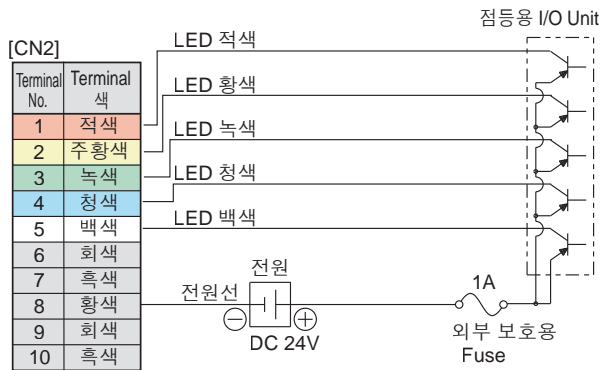 점등용 I/O Unit
[CN2]
Terminal No.
Terminal 색
1 적색
2 주황색
3 녹색
4 청색
5 백색
6 회색
7 흑색
8 황색
9 회색
10 흑색
LED 적색
LED 황색
LED 녹색
LED 청색
LED 백색
전원선
전원
⊖ ⊕
DC 24V
1A
외부 보호용
Fuse